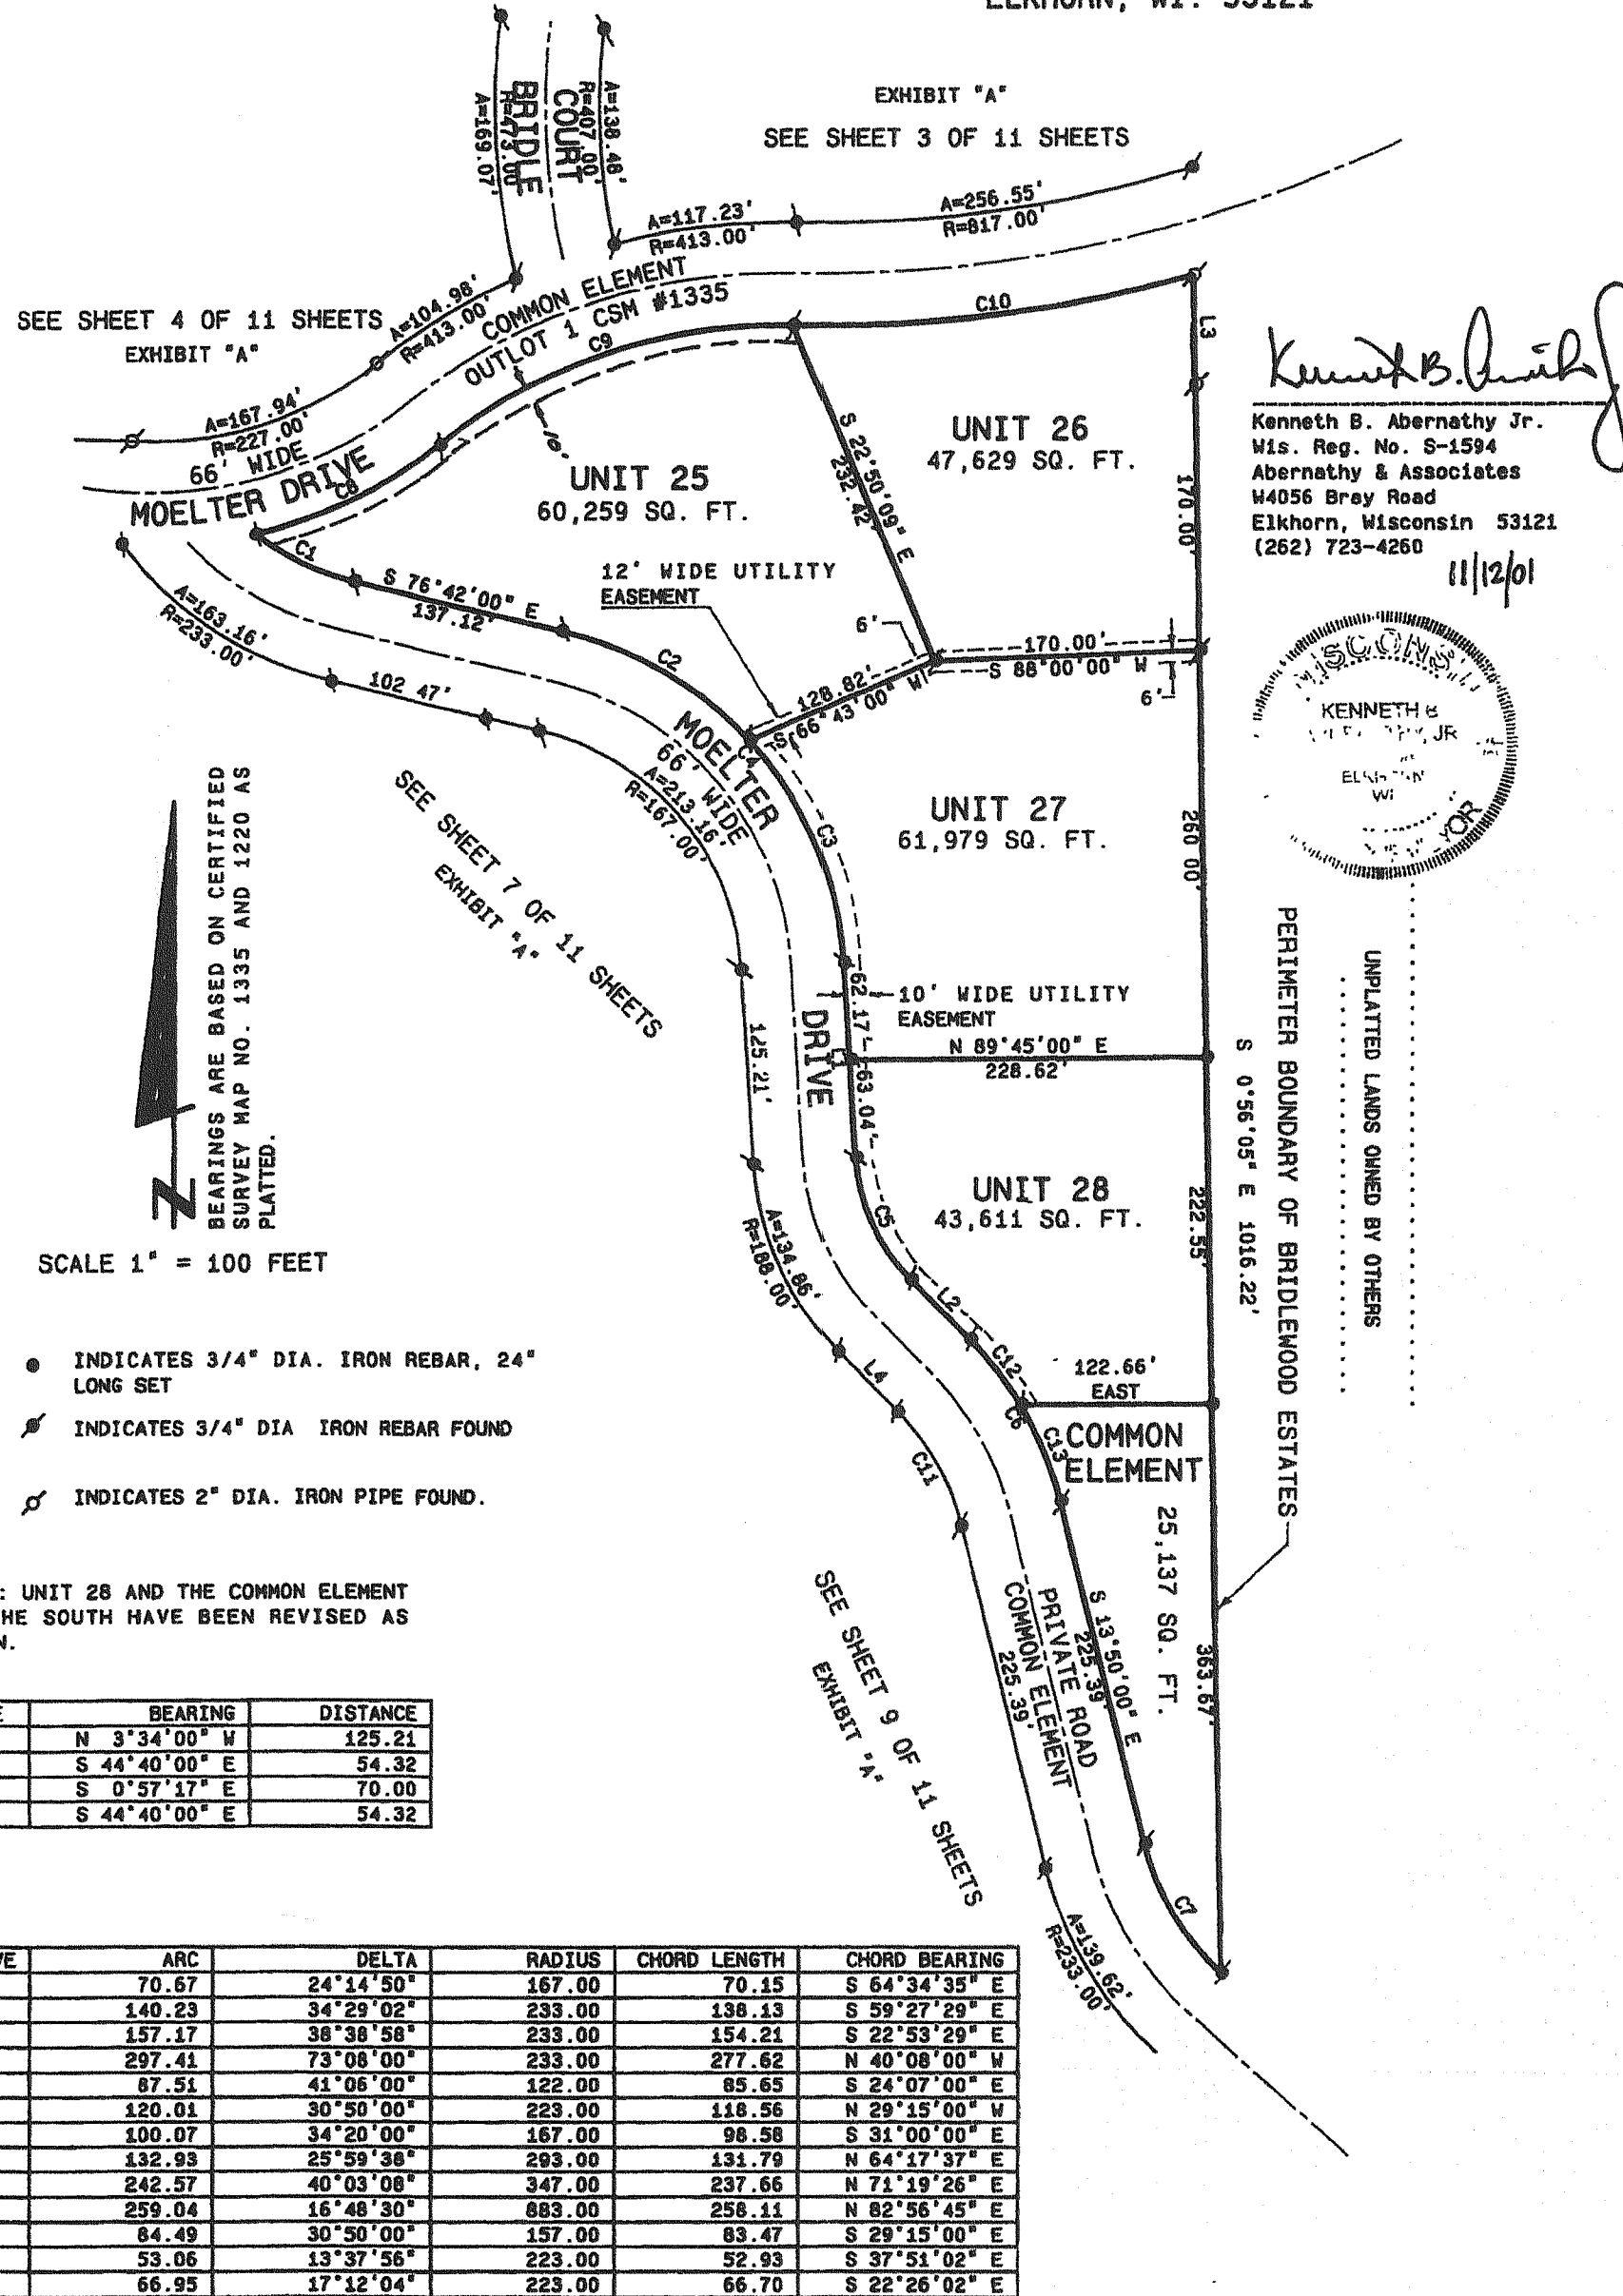 ELKHORN, WI. 53121
EXHIBIT "A"
SEE SHEET 3 OF 11 SHEETS
BRIDLE
COURT
R=473.00'
A=169.07'
A=138.48'
R=407.00'
A=117.23'
R=413.00'
A=256.55'
R=817.00'
SEE SHEET 4 OF 11 SHEETS
EXHIBIT "A"
A=104.98'
R=413.00'
COMMON ELEMENT
OUTLOT 1 CSM #1335
C9
C10
L3
A=167.94'
R=227.00'
66' WIDE
MOELTER DRIVE
C8
10'
UNIT 25
60,259 SQ. FT.
S 22°50'09" E
232.42'
UNIT 26
47,629 SQ. FT.
170.00'
Kenneth B. Abernathy Jr.
Wis. Reg. No. S-1594
Abernathy & Associates
W4056 Bray Road
Elkhorn, Wisconsin 53121
(262) 723-4260
11/12/01
C1
S 76°42'00" E
137.12'
12' WIDE UTILITY
EASEMENT
6'
170.00'
S 88°00'00" W
6'
128.82'
S 66°43'00" W
A=163.16'
R=233.00'
102 47'
C2
C4
MOELTER
66' WIDE
A=213.16'
R=167.00'
C3
UNIT 27
61,979 SQ. FT.
260 00'
WISCONSIN
KENNETH B
JR
WI
SEE SHEET 7 OF 11 SHEETS
EXHIBIT "A"
BEARINGS ARE BASED ON CERTIFIED
SURVEY MAP NO. 1335 AND 1220 AS
PLATTED.
N
SCALE 1" = 100 FEET
62.17'
10' WIDE UTILITY
EASEMENT
DRIVE
L1
N 89°45'00" E
228.62'
63.04'
125.21'
UNIT 28
43,611 SQ. FT.
222.55'
S 0°56'05" E 1016.22'
PERIMETER BOUNDARY OF BRIDLEWOOD ESTATES
UNPLATTED LANDS OWNED BY OTHERS
A=134.86'
R=188.00'
C5
L2
C12
L4
C6
C13
C11
122.66'
EAST
COMMON
ELEMENT
25,137 SQ. FT.
363.67'
INDICATES 3/4" DIA. IRON REBAR, 24"
LONG SET
INDICATES 3/4" DIA IRON REBAR FOUND
INDICATES 2" DIA. IRON PIPE FOUND.
: UNIT 28 AND THE COMMON ELEMENT
HE SOUTH HAVE BEEN REVISED AS
N.
SEE SHEET 9 OF 11 SHEETS
EXHIBIT "A"
S 13°50'00" E
225.39'
PRIVATE ROAD
COMMON ELEMENT
225.39'
C7
A=139.62'
R=233.00'
E BEARING DISTANCE
N 3°34'00" W 125.21
S 44°40'00" E 54.32
S 0°57'17" E 70.00
S 44°40'00" E 54.32
VE ARC DELTA RADIUS CHORD LENGTH CHORD BEARING
70.67 24°14'50" 167.00 70.15 S 64°34'35" E
140.23 34°29'02" 233.00 138.13 S 59°27'29" E
157.17 38°38'58" 233.00 154.21 S 22°53'29" E
297.41 73°08'00" 233.00 277.62 N 40°08'00" W
87.51 41°06'00" 122.00 85.65 S 24°07'00" E
120.01 30°50'00" 223.00 118.56 N 29°15'00" W
100.07 34°20'00" 167.00 98.58 S 31°00'00" E
132.93 25°59'38" 293.00 131.79 N 64°17'37" E
242.57 40°03'08" 347.00 237.66 N 71°19'26" E
259.04 16°48'30" 883.00 258.11 N 82°56'45" E
84.49 30°50'00" 157.00 83.47 S 29°15'00" E
53.06 13°37'56" 223.00 52.93 S 37°51'02" E
66.95 17°12'04" 223.00 66.70 S 22°26'02" E